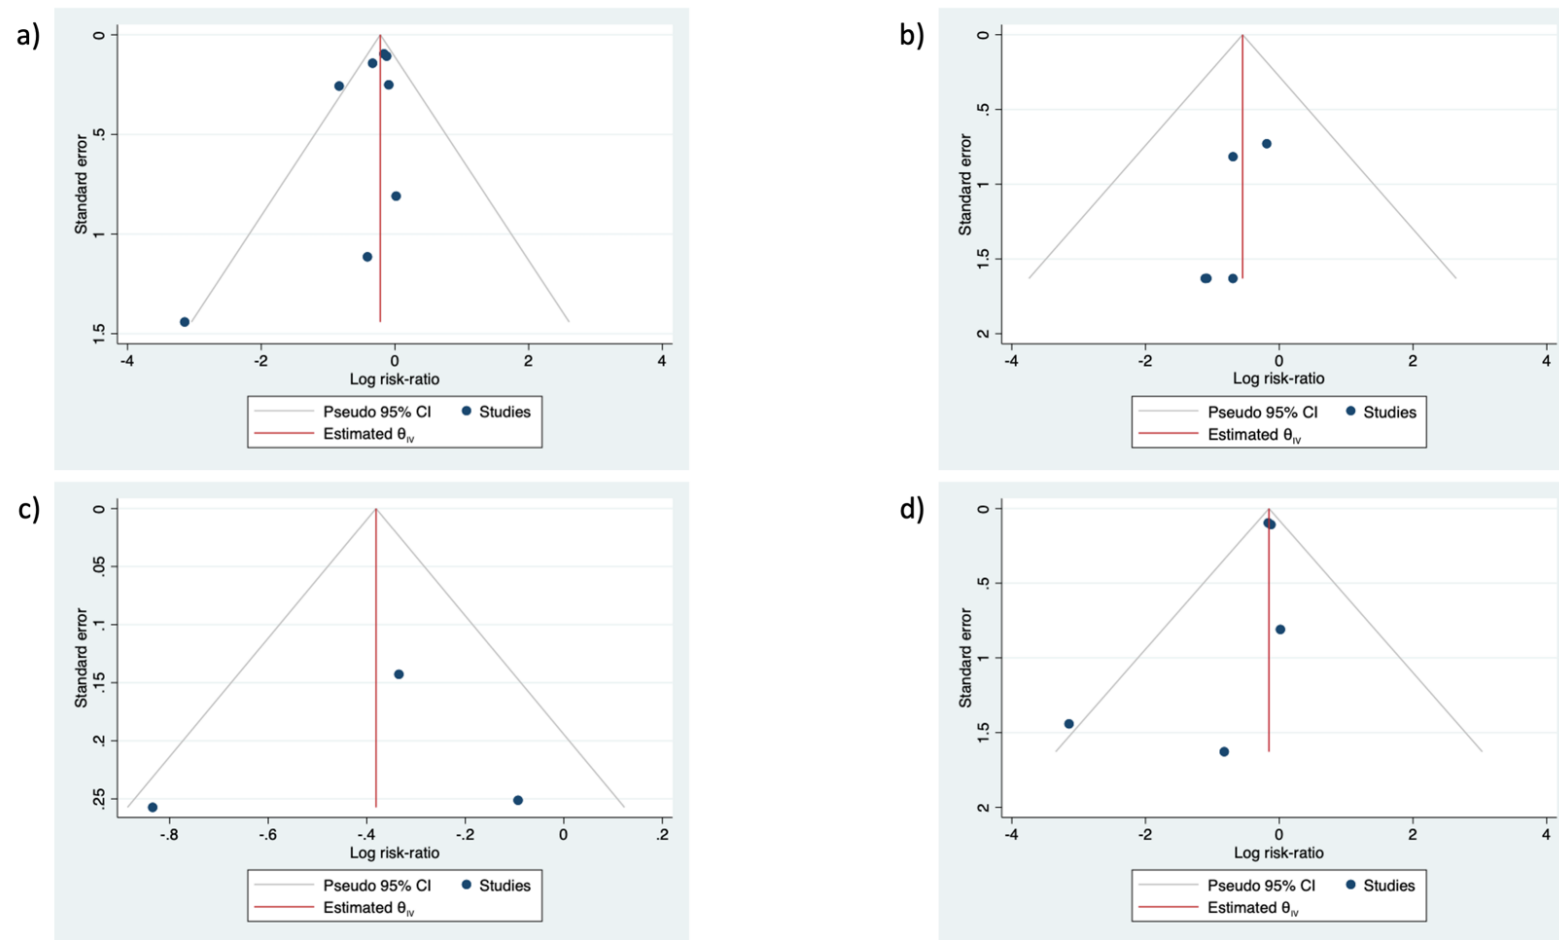 a)
0
.5
1
1.5
Standard error
-4 -2 0 2 4
Log risk-ratio
Pseudo 95% CI Studies
Estimated θIV
b)
0
.5
1
1.5
2
Standard error
-4 -2 0 2 4
Log risk-ratio
Pseudo 95% CI Studies
Estimated θIV
c)
0
.05
.1
.15
.2
.25
Standard error
-.8 -.6 -.4 -.2 0 .2
Log risk-ratio
Pseudo 95% CI Studies
Estimated θIV
d)
0
.5
1
1.5
2
Standard error
-4 -2 0 2 4
Log risk-ratio
Pseudo 95% CI Studies
Estimated θIV